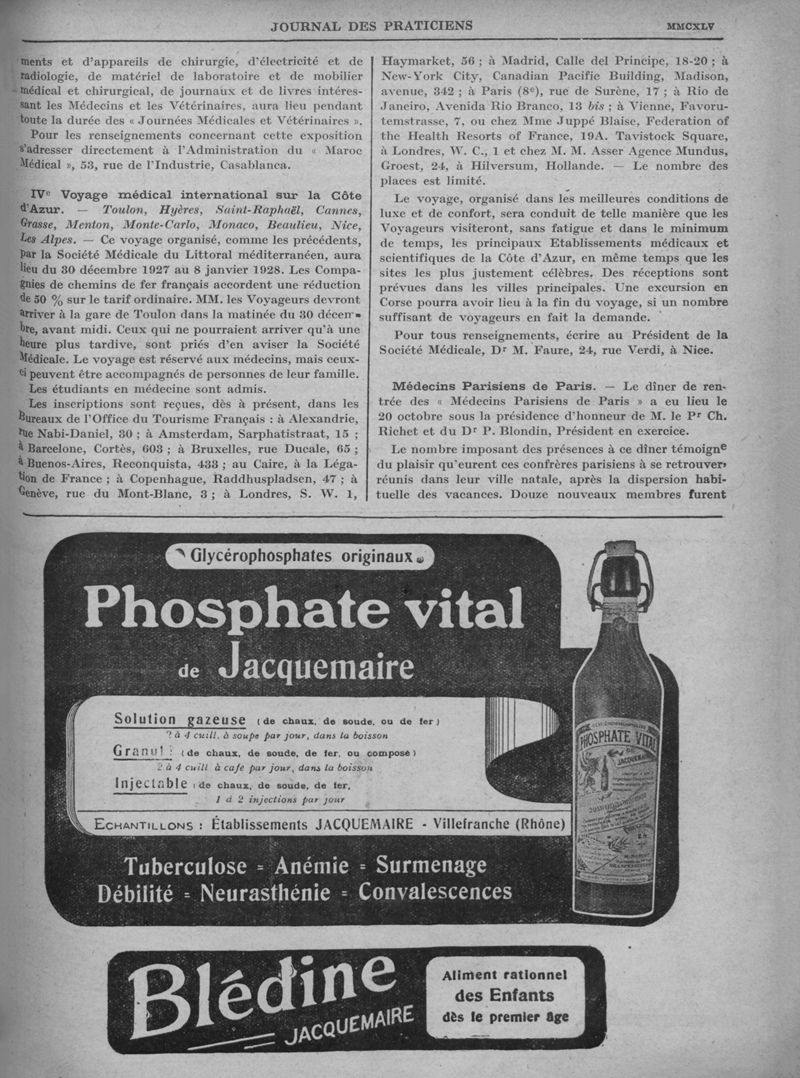 JOURNAL DES PRATICIENS
MMCXLV
ments et d'appareils de chirurgie, d'électricité et de
radiologie, de matériel de laboratoire et de mobilier
médical et chirurgical, de journaux et de livres intéres-
sant les Médecins et les Vétérinaires, aura lieu pendant
toute la durée des « Journées Médicales et Vétérinaires ».
Pour les renseignements concernant cette exposition
s'adresser directement à l'Administration du « Maroc
Médical », 53, rue de l'Industrie, Casablanca.
IVe Voyage médical international sur la Côte
d'Azur. — Toulon, Hyères, Saint-Raphaël, Cannes,
Grasse, Menton, Monte-Carlo, Monaco, Beaulieu, Nice,
Les Alpes. — Ce voyage organisé, comme les précédents,
par la Société Médicale du Littoral méditerranéen, aura
lieu du 30 décembre 1927 au 8 janvier 1928. Les Compa-
gnies de chemins de fer français accordent une réduction
de 50 % sur le tarif ordinaire. MM. les Voyageurs devront
arriver à la gare de Toulon dans la matinée du 30 décem-
bre, avant midi. Ceux qui ne pourraient arriver qu'à une
heure plus tardive, sont priés d'en aviser la Société
Médicale. Le voyage est réservé aux médecins, mais ceux-
ci peuvent être accompagnés de personnes de leur famille.
Les étudiants en médecine sont admis.
Les inscriptions sont reçues, dès à présent, dans les
Bureaux de l'Office du Tourisme Français : à Alexandrie,
rue Nabi-Daniel, 30 ; à Amsterdam, Sarphatistraat, 15 ;
à Barcelone, Cortès, 603 ; à Bruxelles, rue Ducale, 65 ;
à Buenos-Aires, Reconquista, 433 ; au Caire, à la Léga-
tion de France ; à Copenhague, Raddhuspladsen, 47 ; à
Genève, rue du Mont-Blanc, 3 ; à Londres, S. W. 1,
Haymarket, 56 ; à Madrid, Calle del Principe, 18-20 ; à
New-York City, Canadian Pacific Building, Madison,
avenue, 342 ; à Paris (8e), rue de Surène, 17 ; à Rio de
Janeiro, Avenida Rio Branco, 13 bis ; à Vienne, Favoru-
temstrasse, 7, ou chez Mme Juppé Blaise, Federation of
the Health Resorts of France, 19A. Tavistock Square,
à Londres, W. C., 1 et chez M. M. Asser Agence Mundus,
Groest, 24, à Hilversum, Hollande. — Le nombre des
places est limité.
Le voyage, organisé dans les meilleures conditions de
luxe et de confort, sera conduit de telle manière que les
Voyageurs visiteront, sans fatigue et dans le minimum
de temps, les principaux Etablissements médicaux et
scientifiques de la Côte d'Azur, en même temps que les
sites les plus justement célèbres. Des réceptions sont
prévues dans les villes principales. Une excursion en
Corse pourra avoir lieu à la fin du voyage, si un nombre
suffisant de voyageurs en fait la demande.
Pour tous renseignements, écrire au Président de la
Société Médicale, Dr M. Faure, 24, rue Verdi, à Nice.
Médecins Parisiens de Paris. — Le dîner de ren-
trée des « Médecins Parisiens de Paris » a eu lieu le
20 octobre sous la présidence d'honneur de M. le Pr Ch.
Richet et du Dr P. Blondin, Président en exercice.
Le nombre imposant des présences à ce dîner témoigne
du plaisir qu'eurent ces confrères parisiens à se retrouver,
réunis dans leur ville natale, après la dispersion habi-
tuelle des vacances. Douze nouveaux membres furent
Glycérophosphates originaux
Phosphate vital
de Jacquemaire
Solution gazeuse (de chaux, de soude, ou de fer)
2 à 4 cuill. à soupe par jour, dans la boisson
Granulé : (de chaux, de soude, de fer, ou composé)
2 à 4 cuill à café par jour, dans la boisson
Injectable : de chaux, de soude, de fer,
1 à 2 injections par jour
ECHANTILLONS : Établissements JACQUEMAIRE - Villefranche (Rhône)
Tuberculose = Anémie = Surmenage
Débilité = Neurasthénie = Convalescences
PHOSPHATE VITAL
DE
JACQUEMAIRE
Blédine
JACQUEMAIRE
Aliment rationnel
des Enfants
dès le premier âge